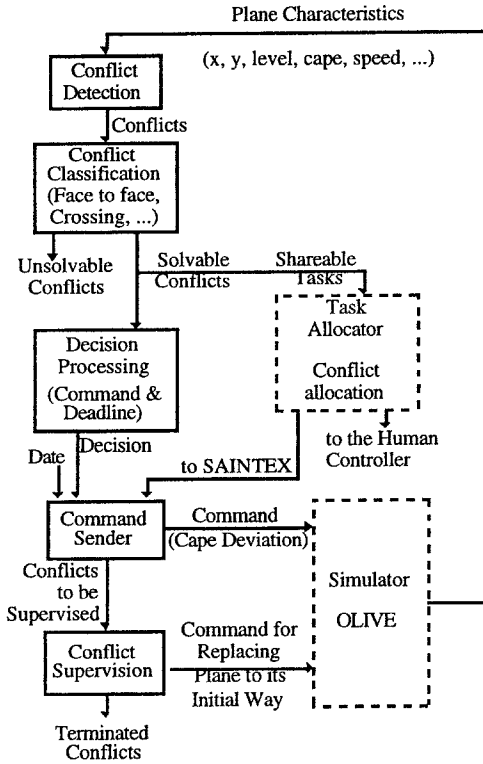 Plane Characteristics
(x, y, level, cape, speed, ...)
Conflict
Detection
Conflicts
Conflict
Classification
(Face to face,
Crossing, ...)
Unsolvable
Conflicts
Solvable
Conflicts
Shareable
Tasks
Task
Allocator
Conflict
allocation
Decision
Processing
(Command &
Deadline)
Decision
Date
to SAINTEX
to the Human
Controller
Command
Sender
Command
(Cape Deviation)
Simulator
OLIVE
Conflicts
to be
Supervised
Conflict
Supervision
Command for
Replacing
Plane to its
Initial Way
Terminated
Conflicts